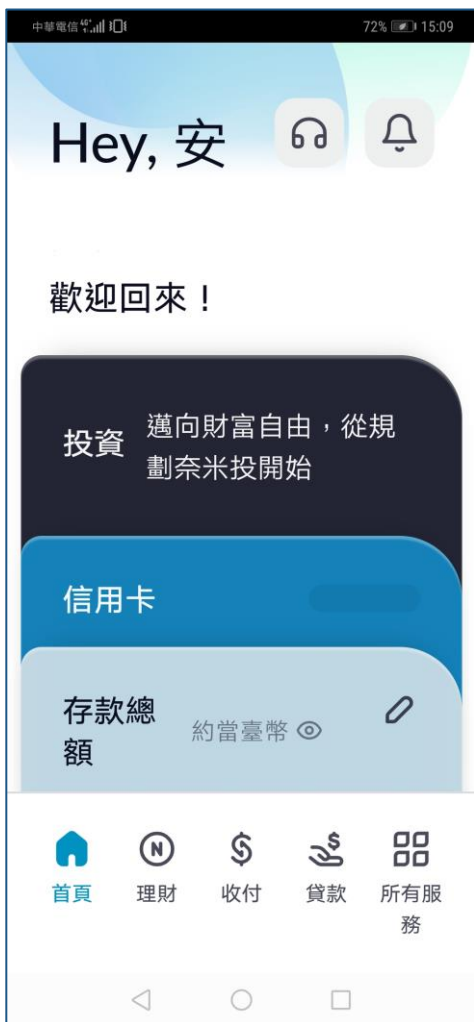 中華電信 4G
72% 15:09
Hey, 安
歡迎回來！
投資
邁向財富自由，從規
劃奈米投開始
信用卡
存款總
額
約當臺幣
首頁
N
理財
收付
貸款
所有服
務